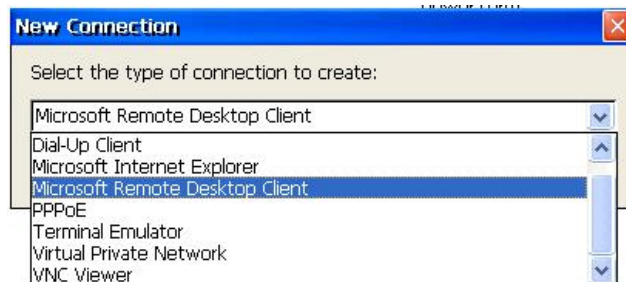 New Connection
Select the type of connection to create:
Microsoft Remote Desktop Client
Dial-Up Client
Microsoft Internet Explorer
Microsoft Remote Desktop Client
PPPoE
Terminal Emulator
Virtual Private Network
VNC Viewer